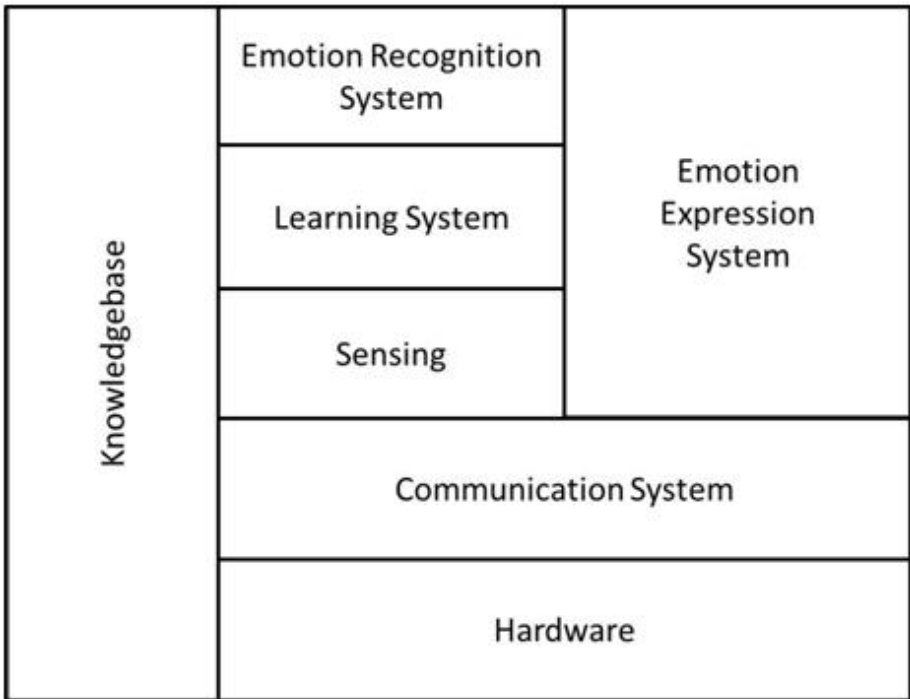 Knowledgebase
Emotion Recognition
System
Learning System
Sensing
Emotion
Expression
System
Communication System
Hardware